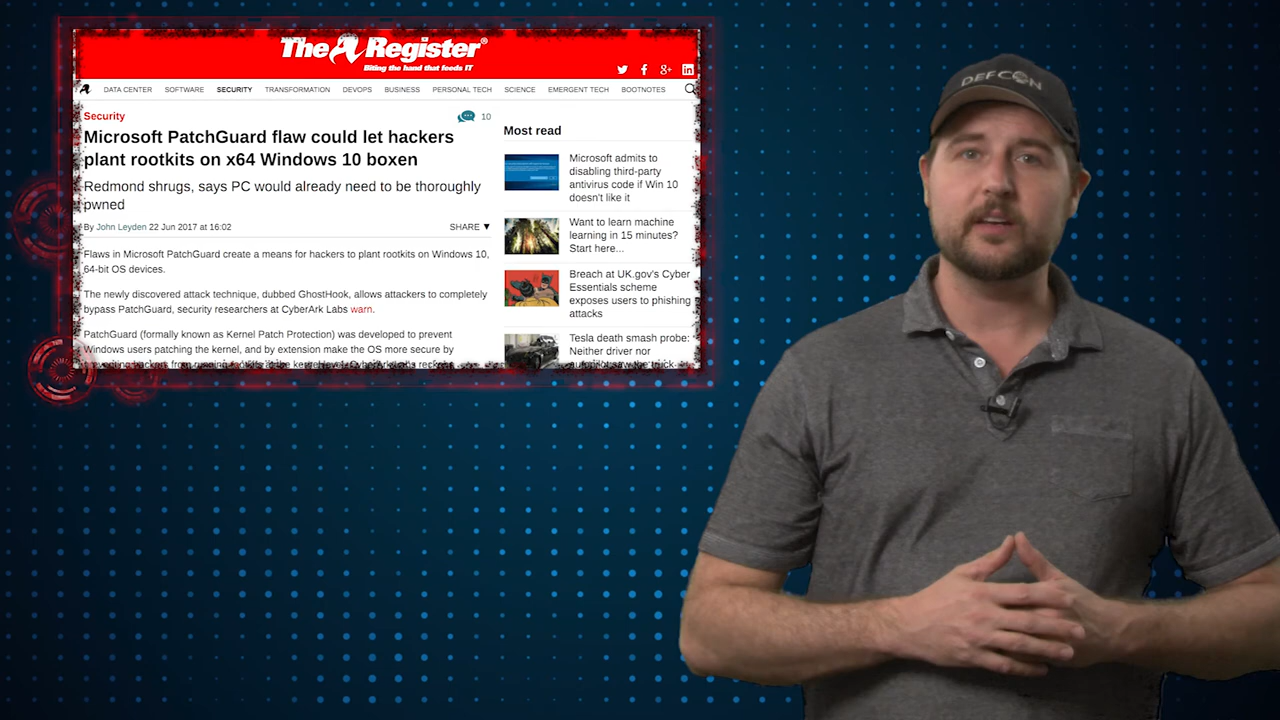 The Register®
Biting the hand that feeds IT
DATA CENTER SOFTWARE SECURITY TRANSFORMATION DEVOPS BUSINESS PERSONAL TECH SCIENCE EMERGENT TECH BOOTNOTES
Security
10
Microsoft PatchGuard flaw could let hackers
plant rootkits on x64 Windows 10 boxen
Redmond shrugs, says PC would already need to be thoroughly
pwned
By John Leyden 22 Jun 2017 at 16:02
SHARE ▼
Flaws in Microsoft PatchGuard create a means for hackers to plant rootkits on Windows 10,
64-bit OS devices.
The newly discovered attack technique, dubbed GhostHook, allows attackers to completely
bypass PatchGuard, security researchers at CyberArk Labs warn.
PatchGuard (formally known as Kernel Patch Protection) was developed to prevent
Windows users patching the kernel, and by extension make the OS more secure by
Most read
Microsoft admits to
disabling third-party
antivirus code if Win 10
doesn't like it
Want to learn machine
learning in 15 minutes?
Start here...
Breach at UK.gov's Cyber
Essentials scheme
exposes users to phishing
attacks
Tesla death smash probe:
Neither driver nor
autopilot saw the truck
DEFCON